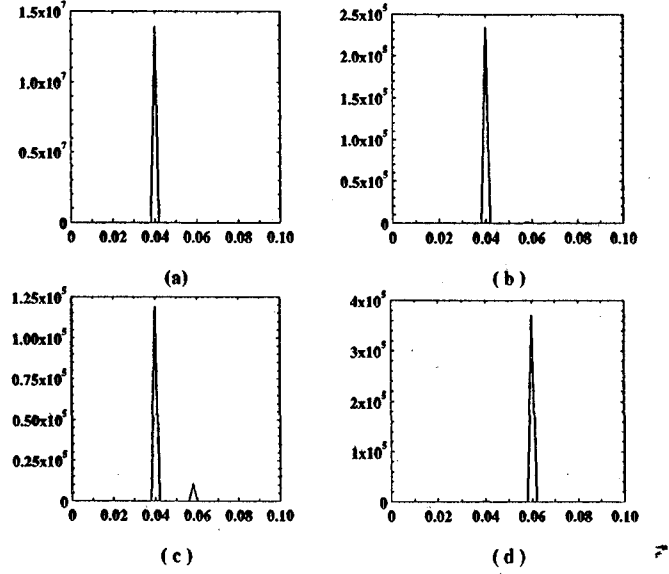 1.5x10⁷
1.0x10⁷
0.5x10⁷
0
0 0.02 0.04 0.06 0.08 0.10
(a)
2.5x10⁵
2.0x10⁵
1.5x10⁵
1.0x10⁵
0.5x10⁵
0
0 0.02 0.04 0.06 0.08 0.10
( b )
1.25x10⁵
1.00x10⁵
0.75x10⁵
0.50x10⁵
0.25x10⁵
0
0 0.02 0.04 0.06 0.08 0.10
( c )
4x10⁵
3x10⁵
2x10⁵
1x10⁵
0
0 0.02 0.04 0.06 0.08 0.10
( d )